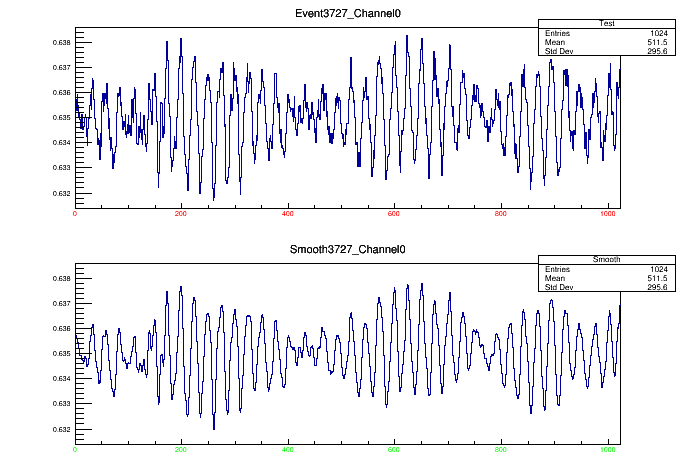 Event3727_Channel0
Test
Entries 1024
Mean 511.5
Std Dev 295.6
0.638
0.637
0.636
0.635
0.634
0.633
0.632
0 200 400 600 800 1000
Smooth3727_Channel0
Smooth
Entries 1024
Mean 511.5
Std Dev 295.6
0.638
0.637
0.636
0.635
0.634
0.633
0.632
0 200 400 600 800 1000